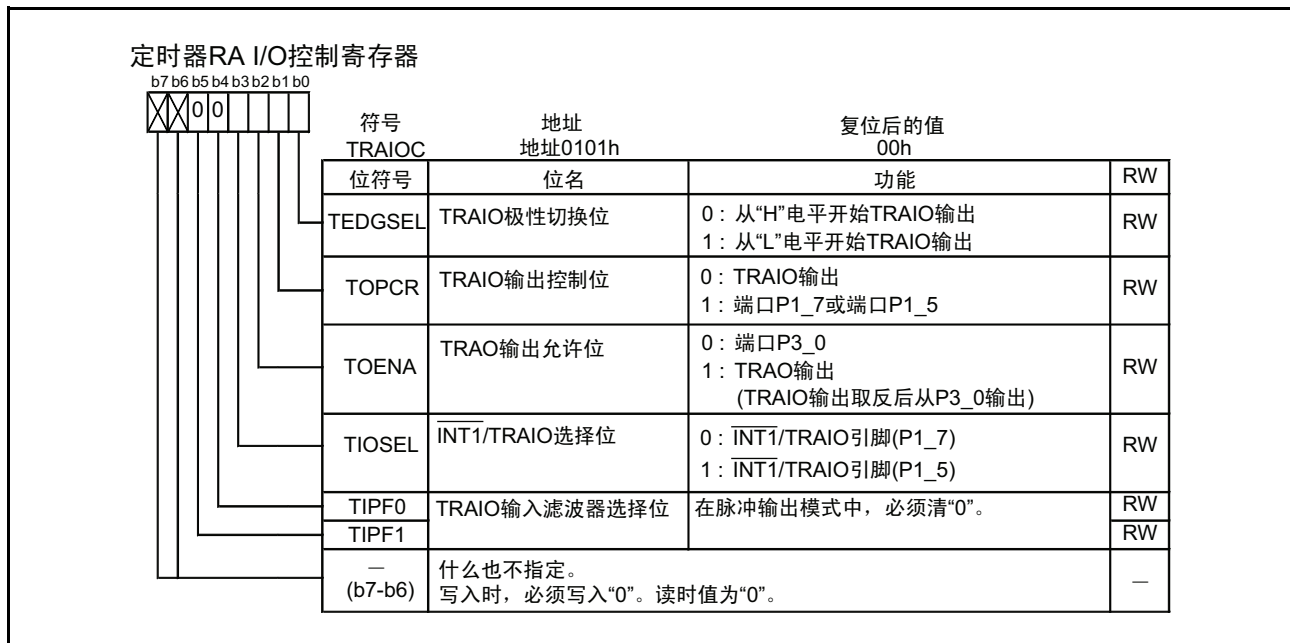 定时器RA I/O控制寄存器
b7 b6 b5 b4 b3 b2 b1 b0
0 0
符号 地址 复位后的值
TRAIOC 地址0101h 00h
位符号 位名 功能 RW
TEDGSEL TRAIO极性切换位 0 : 从“H”电平开始TRAIO输出 RW
1 : 从“L”电平开始TRAIO输出
TOPCR TRAIO输出控制位 0 : TRAIO输出 RW
1 : 端口P1_7或端口P1_5
TOENA TRAO输出允许位 0 : 端口P3_0 RW
1 : TRAO输出
(TRAIO输出取反后从P3_0输出)
TIOSEL INT1/TRAIO选择位 0 : INT1/TRAIO引脚(P1_7) RW
1 : INT1/TRAIO引脚(P1_5)
TIPF0 TRAIO输入滤波器选择位 在脉冲输出模式中，必须清“0”。 RW
TIPF1 RW
— 什么也不指定。 —
(b7-b6) 写入时，必须写入“0”。读时值为“0”。